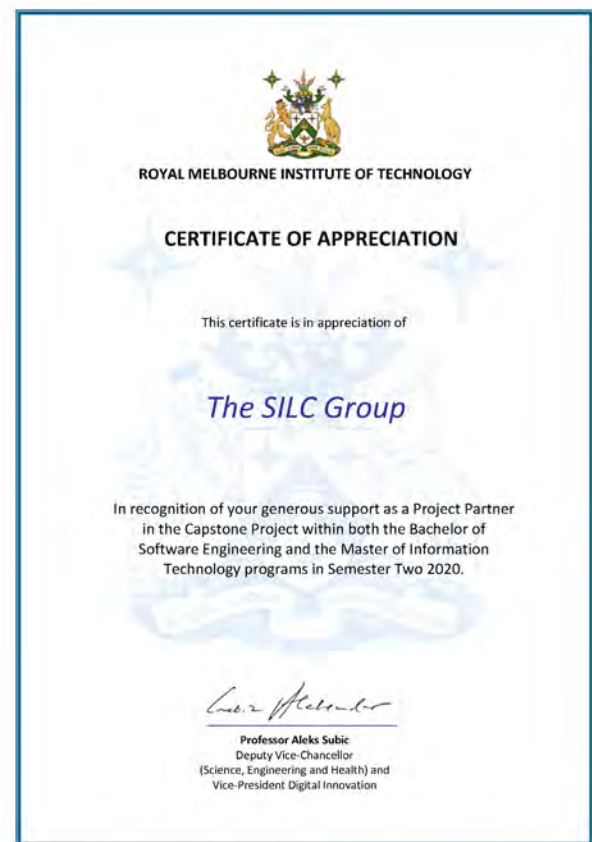 ROYAL MELBOURNE INSTITUTE OF TECHNOLOGY
CERTIFICATE OF APPRECIATION
This certificate is in appreciation of
The SILC Group
In recognition of your generous support as a Project Partner
in the Capstone Project within both the Bachelor of
Software Engineering and the Master of Information
Technology programs in Semester Two 2020.
Professor Aleks Subic
Deputy Vice-Chancellor
(Science, Engineering and Health) and
Vice-President Digital Innovation